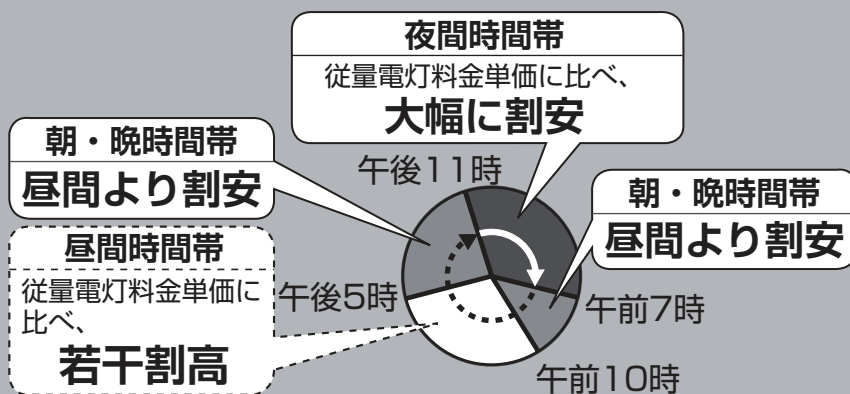 夜間時間帯
従量電灯料金単価に比べ、
大幅に割安
朝・晩時間帯
昼間より割安
午後11時
朝・晩時間帯
昼間より割安
昼間時間帯
従量電灯料金単価に
比べ、
若干割高
午後5時
午前7時
午前10時